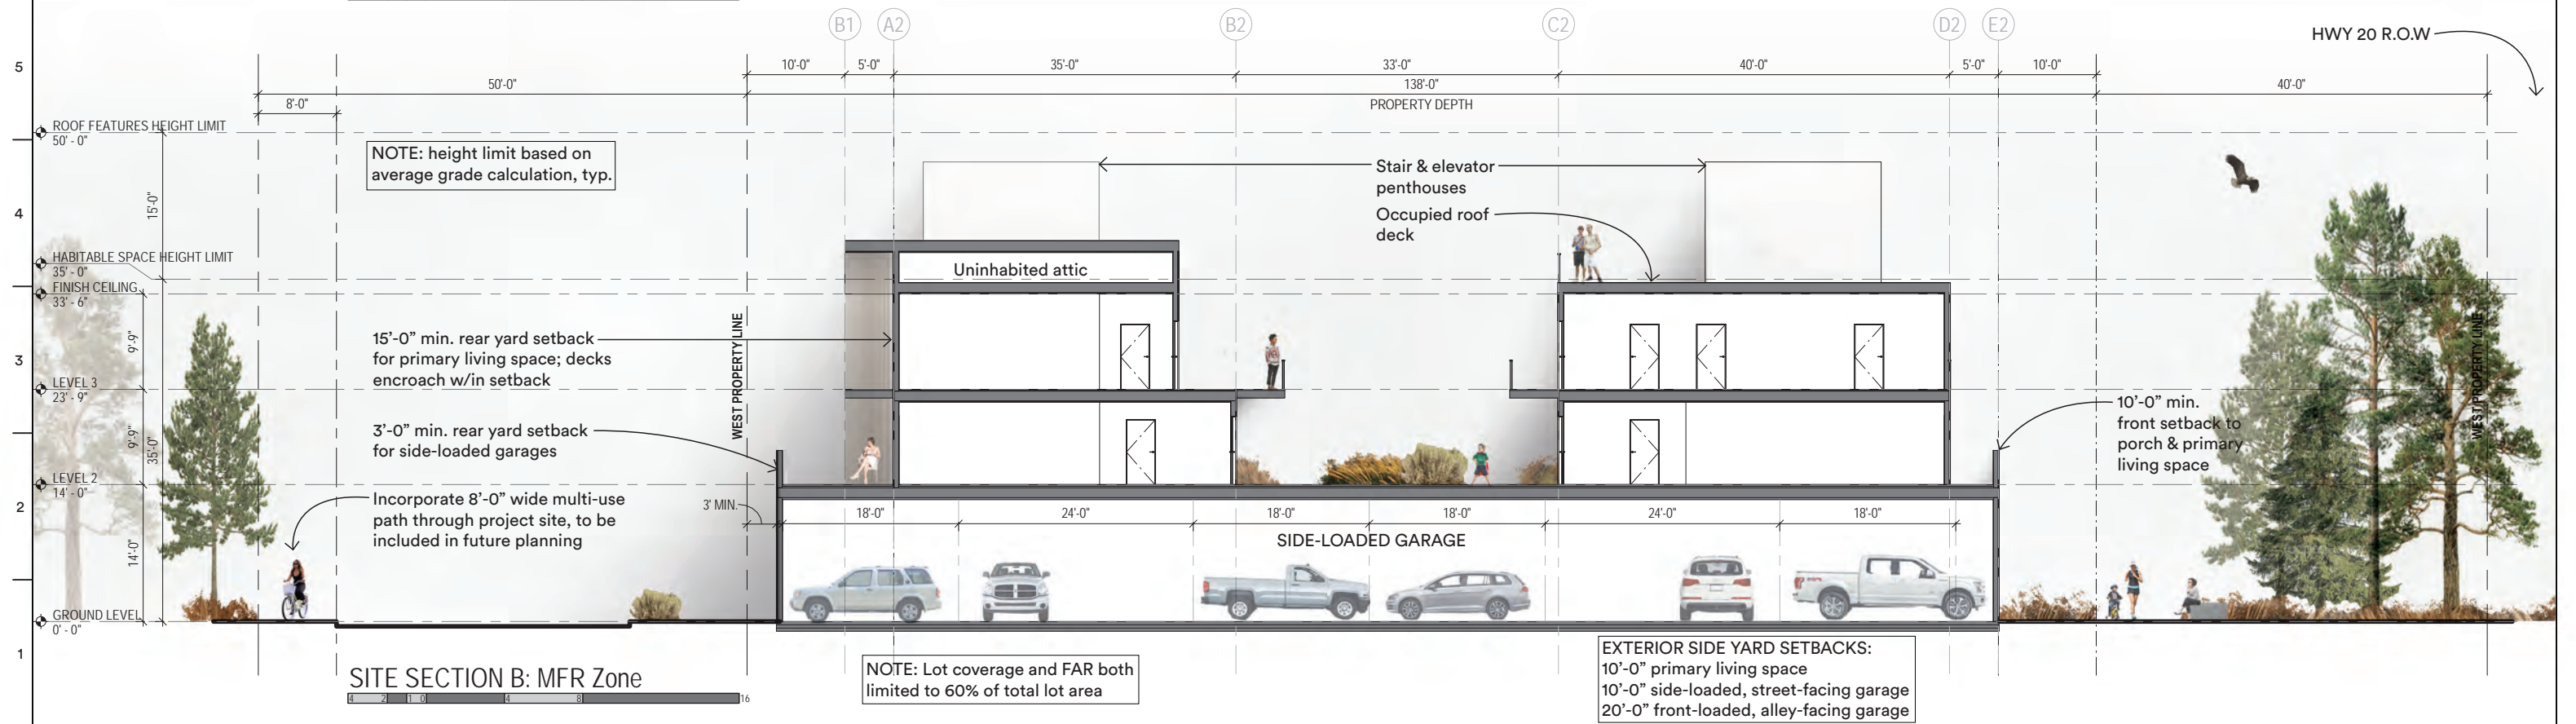 B1 A2 B2 C2 D2 E2
HWY 20 R.O.W
5
10'-0" 5'-0" 35'-0" 33'-0" 40'-0" 5'-0" 10'-0"
50'-0" 138'-0" 40'-0"
8'-0"
PROPERTY DEPTH
ROOF FEATURES HEIGHT LIMIT
50' - 0"
NOTE: height limit based on
average grade calculation, typ.
Stair & elevator
penthouses
Occupied roof
deck
4
15'-0"
HABITABLE SPACE HEIGHT LIMIT
35' - 0"
FINISH CEILING
33' - 6"
Uninhabited attic
15'-0” min. rear yard setback
for primary living space; decks
encroach w/in setback
WEST PROPERTY LINE
WEST PROPERTY LINE
3
9'-9"
LEVEL 3
23' - 9"
3'-0” min. rear yard setback
for side-loaded garages
10'-0” min.
front setback to
porch & primary
living space
9'-9"
35'-0"
LEVEL 2
14' - 0"
Incorporate 8'-0” wide multi-use
path through project site, to be
included in future planning
3' MIN.
2
18'-0" 24'-0" 18'-0" 18'-0" 24'-0" 18'-0"
SIDE-LOADED GARAGE
14'-0"
GROUND LEVEL
0' - 0"
1
SITE SECTION B: MFR Zone
4 2 1 0 4 8 16
NOTE: Lot coverage and FAR both
limited to 60% of total lot area
EXTERIOR SIDE YARD SETBACKS:
10'-0” primary living space
10'-0” side-loaded, street-facing garage
20'-0” front-loaded, alley-facing garage